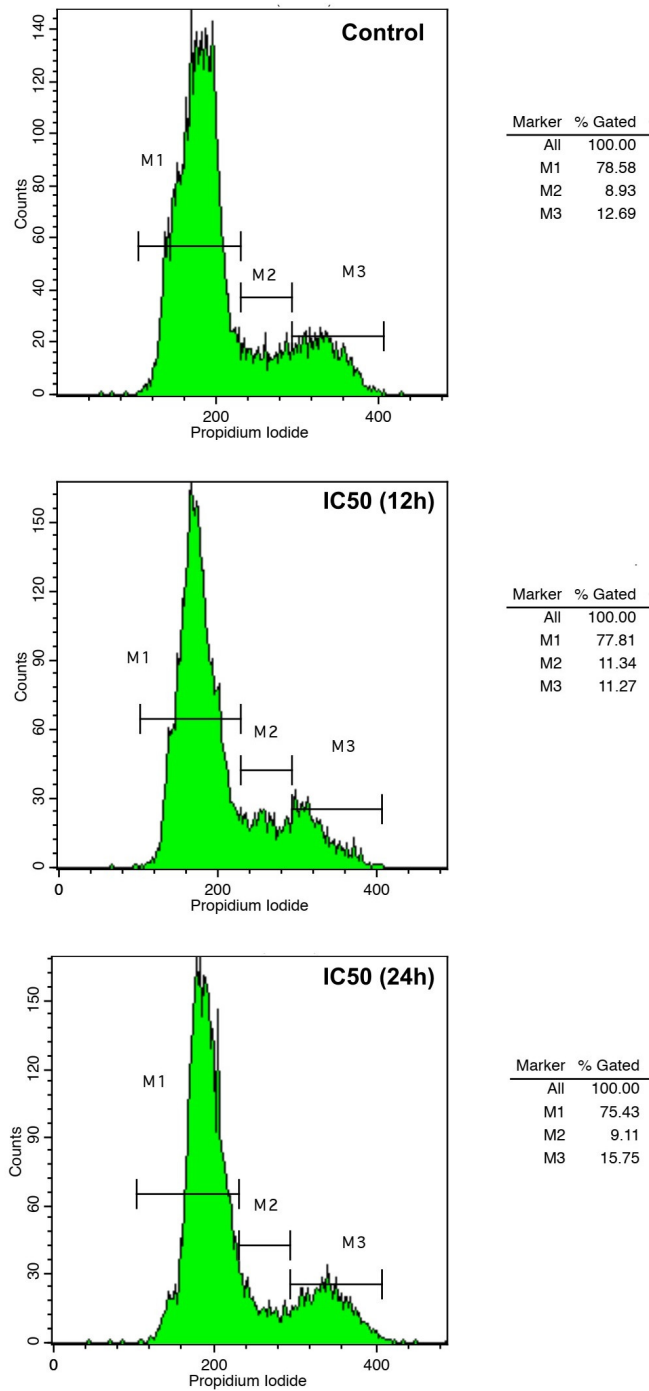 Control
140
120
100
80
60
40
20
0
Counts
M1
M2
M3
200
400
Propidium Iodide
Marker % Gated
All 100.00
M1 78.58
M2 8.93
M3 12.69
IC50 (12h)
150
120
90
60
30
0
Counts
M1
M2
M3
0
200
400
Propidium Iodide
Marker % Gated
All 100.00
M1 77.81
M2 11.34
M3 11.27
IC50 (24h)
150
120
90
60
30
0
Counts
M1
M2
M3
0
200
400
Propidium Iodide
Marker % Gated
All 100.00
M1 75.43
M2 9.11
M3 15.75